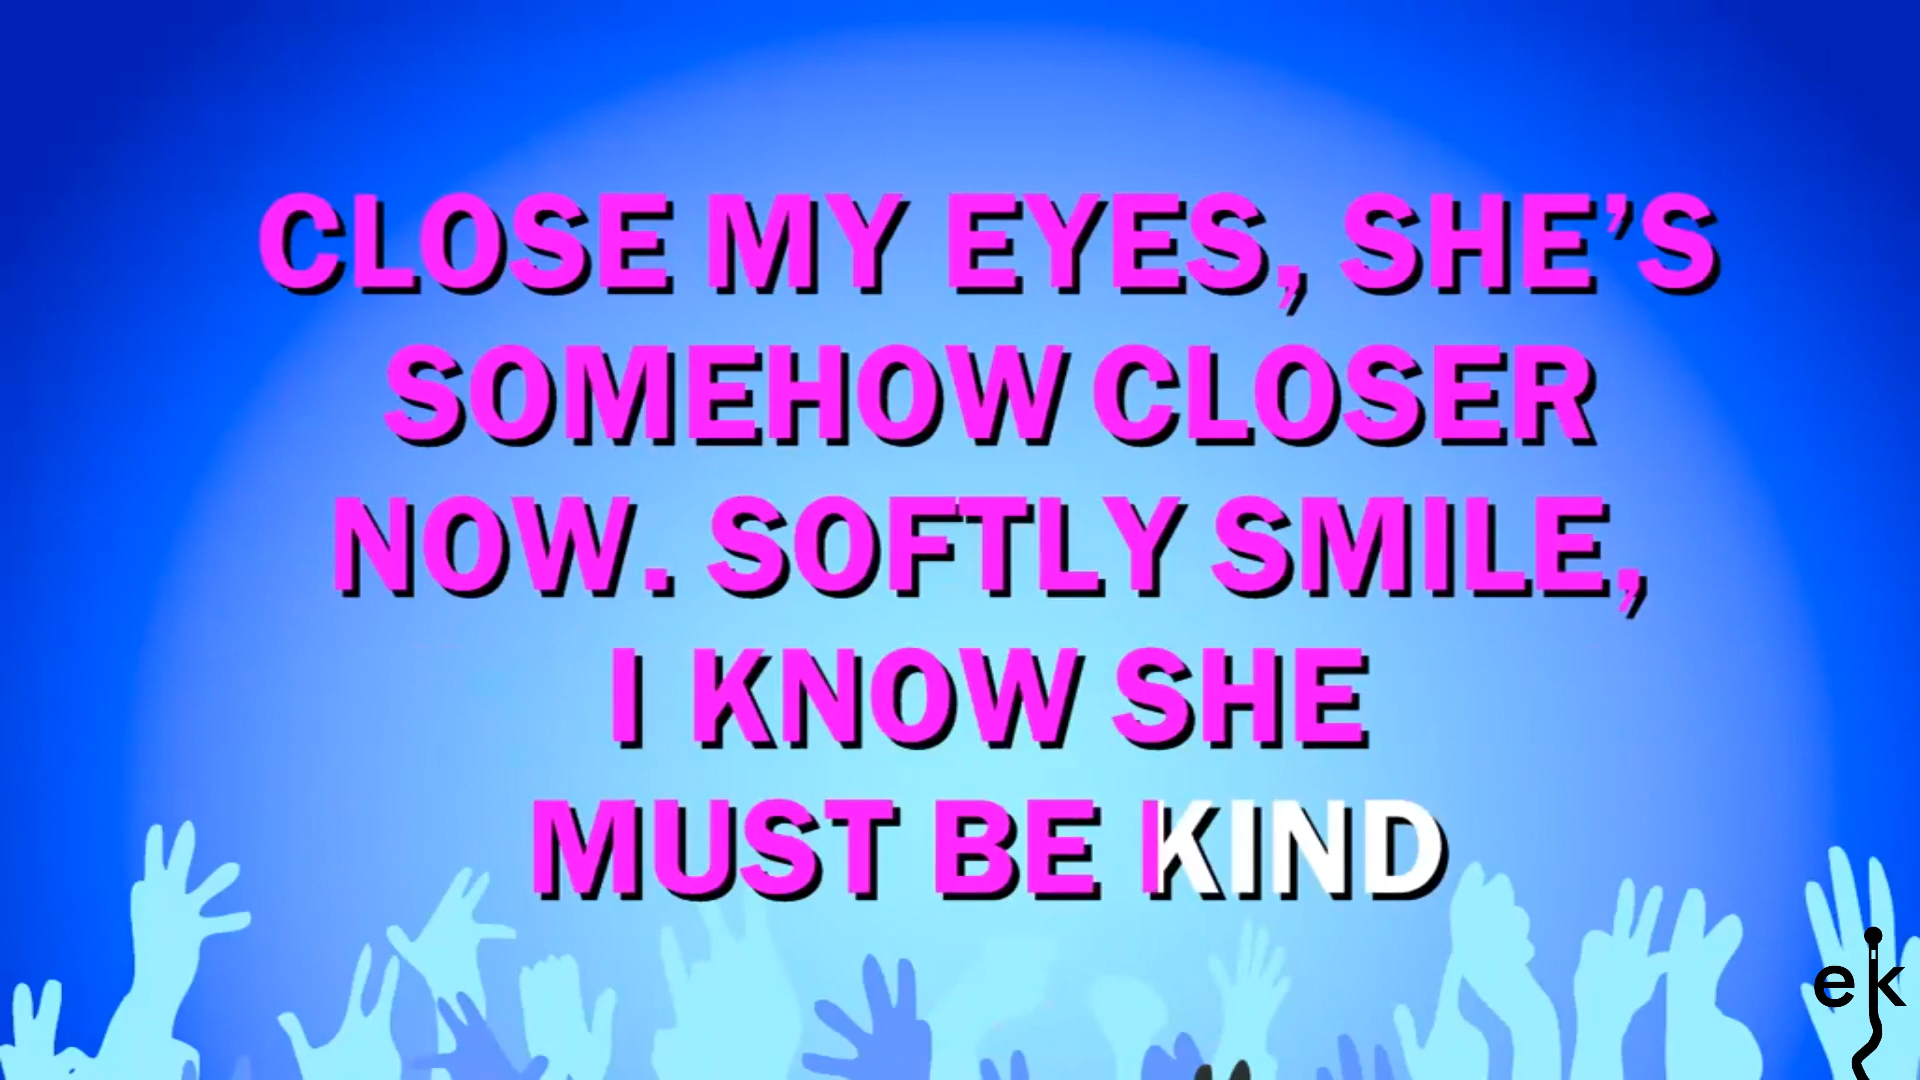 CLOSE MY EYES, SHE’S
SOMEHOW CLOSER
NOW. SOFTLY SMILE,
I KNOW SHE
MUST BE KIND
ek